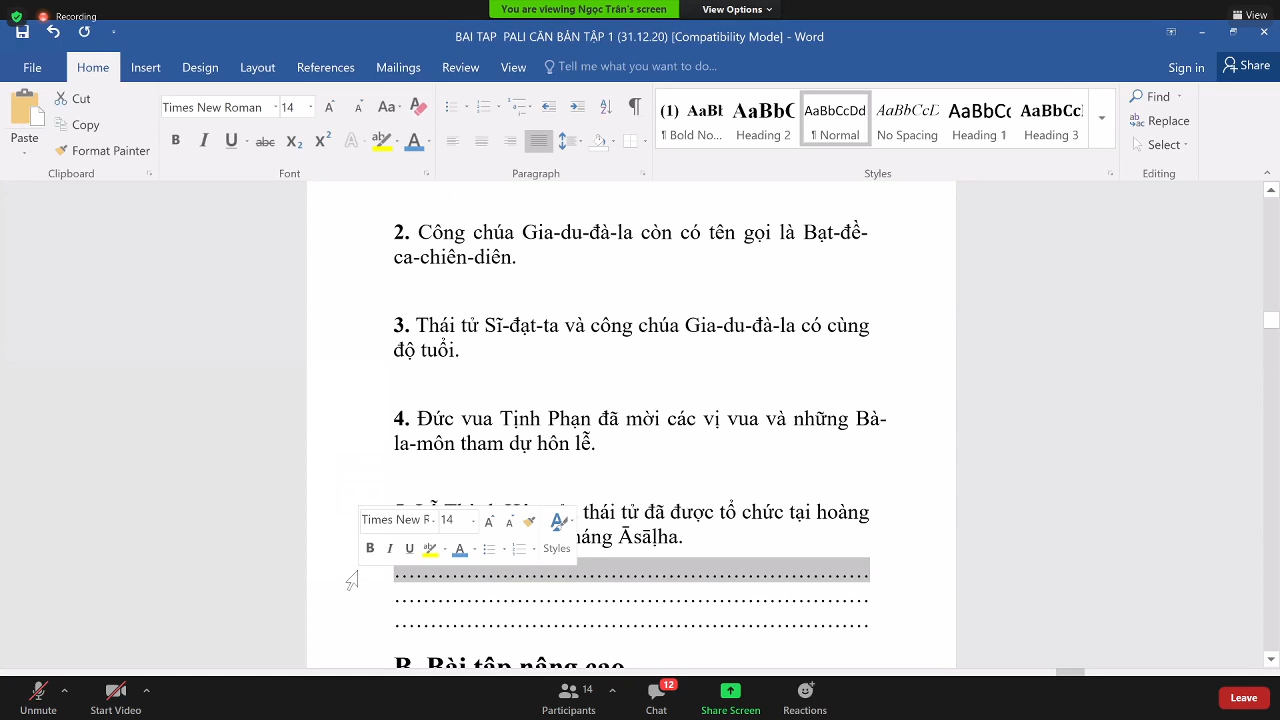 Recording
You are viewing Ngọc Trân's screen
View Options
View
BAI TAP PALI CĂN BẢN TẬP 1 (31.12.20) [Compatibility Mode] - Word
File Home Insert Design Layout References Mailings Review View Tell me what you want to do... Sign in Share
Paste
Cut
Copy
Format Painter
Clipboard
Times New Roman 14
Font
Paragraph
(1) AaBb AaBbC AaBbCcDd AaBbCcD AaBbCc AaBbCc
¶ Bold No... Heading 2 ¶ Normal No Spacing Heading 1 Heading 3
Styles
Find
Replace
Select
Editing
2. Công chúa Gia-du-đà-la còn có tên gọi là Bạt-đề-
ca-chiên-diên.
3. Thái tử Sĩ-đạt-ta và công chúa Gia-du-đà-la có cùng
độ tuổi.
4. Đức vua Tịnh Phạn đã mời các vị vua và những Bà-
la-môn tham dự hôn lễ.
thái tử đã được tổ chức tại hoàng
Āsāḷha.
Times New R 14
Styles
................................................................
................................................................
................................................................
B. Bài tập nâng cao
Unmute
Start Video
Participants 14
Chat 12
Share Screen
Reactions
Leave